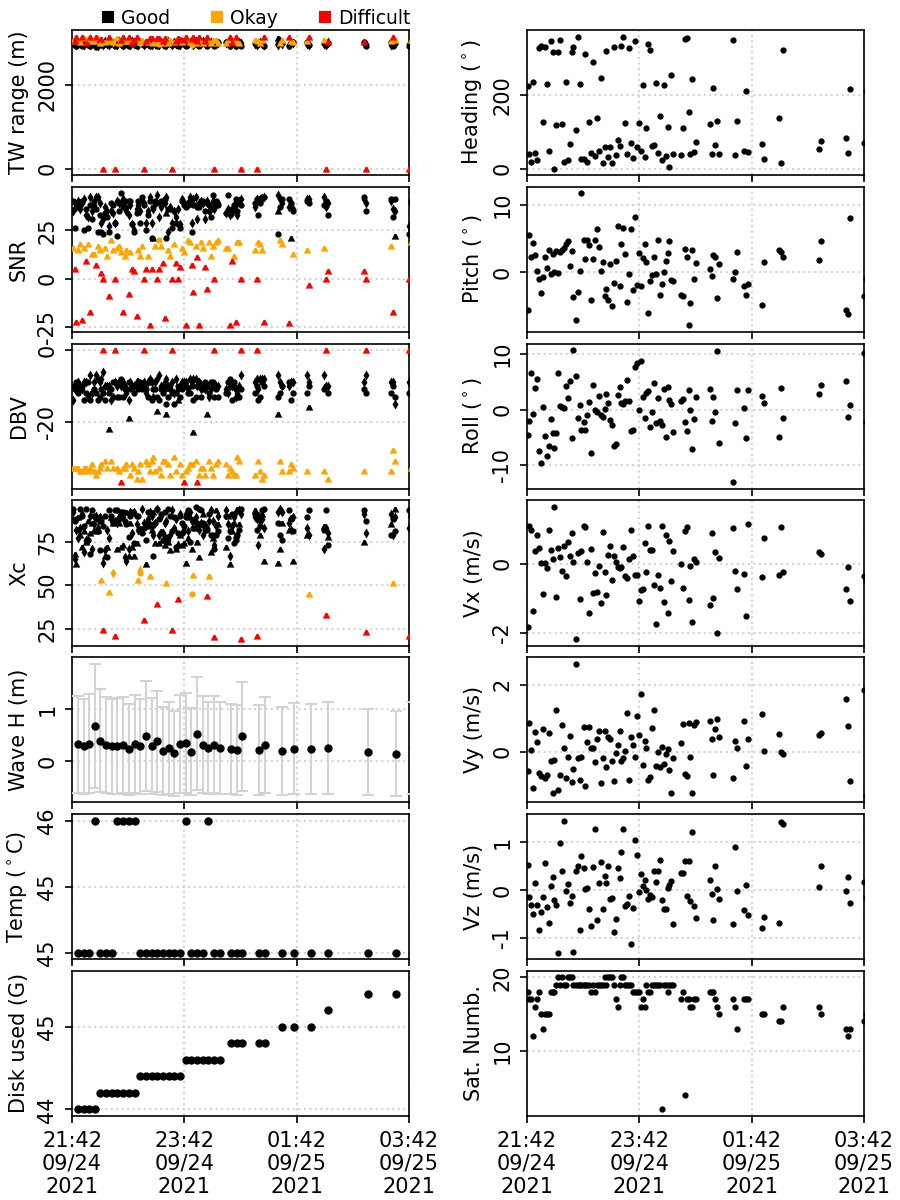 Good Okay Difficult
TW range (m)
2000
0
SNR
25
0
-25
DBV
0
-20
Xc
75
50
25
Wave H (m)
1
0
Temp (°C)
46
45
45
Disk used (G)
45
44
21:42 23:42 01:42 03:42
09/24 09/24 09/25 09/25
2021 2021 2021 2021
Heading (°)
200
0
Pitch (°)
10
0
Roll (°)
10
0
-10
Vx (m/s)
0
-2
Vy (m/s)
2
0
Vz (m/s)
1
0
-1
Sat. Numb.
20
10
21:42 23:42 01:42 03:42
09/24 09/24 09/25 09/25
2021 2021 2021 2021